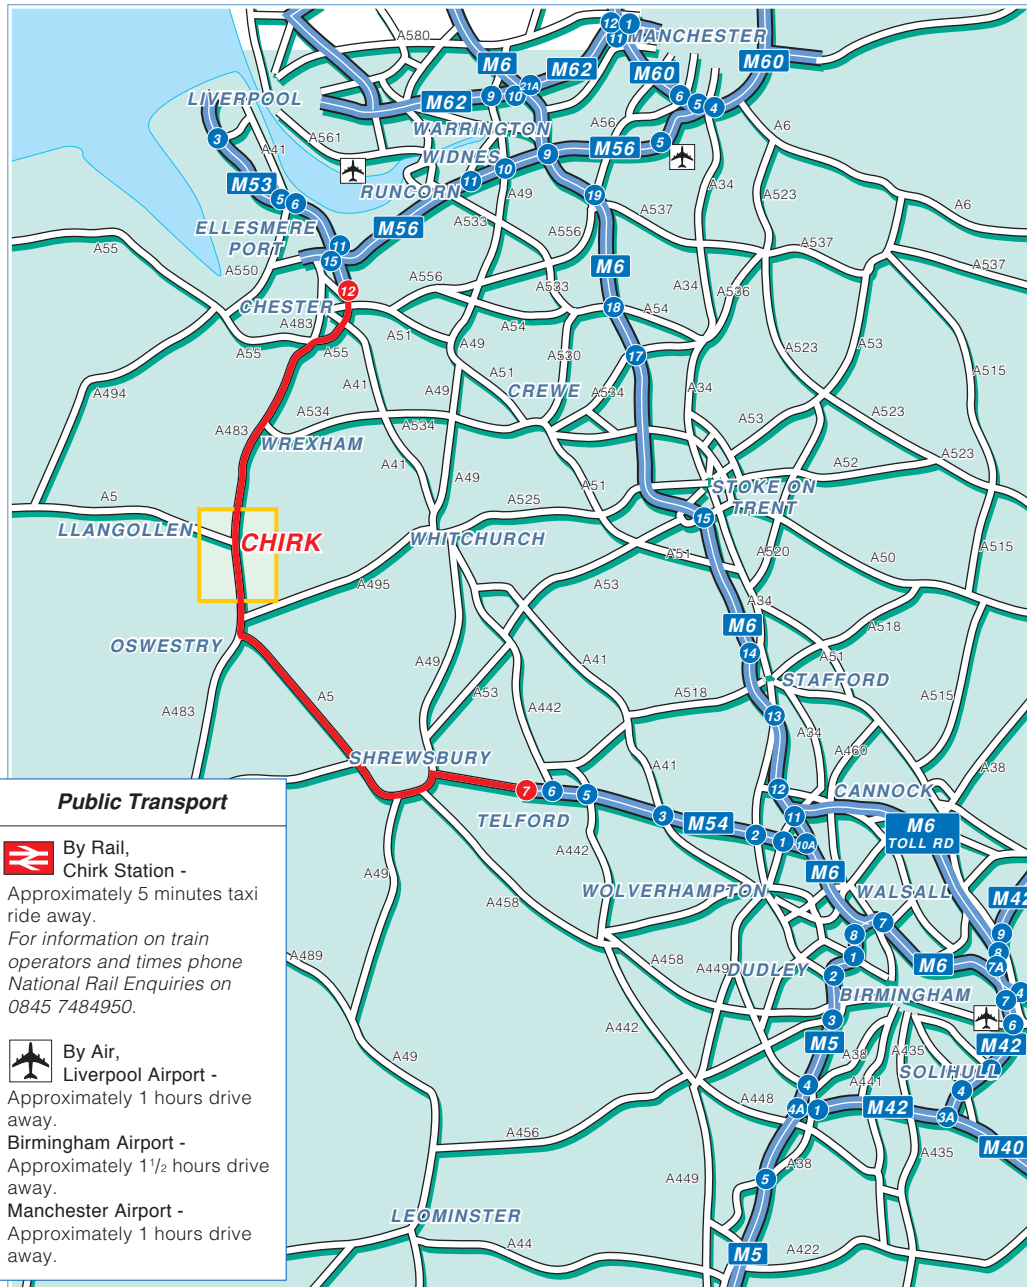 A580
12
1
11
MANCHESTER
M6
M62
M60
M60
21A
LIVERPOOL
M62
9
10
6
5
4
A561
A56
A6
3
A41
WARRINGTON
5
WIDNES
9
M56
M53
RUNCORN
11
10
A34
A523
5
6
A49
19
A6
ELLESMERE
PORT
11
M56
A533
A537
A55
15
A556
A537
A550
A556
M6
A537
12
A533
A34
A536
CHESTER
18
A54
A483
A51
A54
A523
A53
A55
A55
A49
A530
17
A515
A494
A41
A51
A49
CREWE
A534
A34
A534
A53
A523
A483
A534
WREXHAM
A41
A52
A523
A49
A5
A525
A51
STOKE ON
TRENT
LLANGOLLEN
CHIRK
WHITCHURCH
15
A51
A520
A50
A515
A495
A53
A34
OSWESTRY
M6
A518
A49
A41
14
A51
STAFFORD
A5
A53
A518
A515
A483
A442
13
A34
SHREWSBURY
A460
A41
A38
7
6
5
12
CANNOCK
TELFORD
3
M54
11
M6
TOLL RD
2
1
10A
A442
M6
A49
WOLVERHAMPTON
WALSALL
M42
A458
7
9
8
8
A489
A458
A449
1
M6
7A
DUDLEY
2
4
BIRMINGHAM
7
3
6
A442
M5
A435
M42
A49
A38
SOLIHULL
4
A441
4
A448
4A
1
M42
3A
A456
M40
A435
A38
A449
5
LEOMINSTER
A44
M5
A422
Public Transport
By Rail,
Chirk Station -
Approximately 5 minutes taxi
ride away.
For information on train
operators and times phone
National Rail Enquiries on
0845 7484950.
By Air,
Liverpool Airport -
Approximately 1 hours drive
away.
Birmingham Airport -
Approximately 1 1/2 hours drive
away.
Manchester Airport -
Approximately 1 hours drive
away.